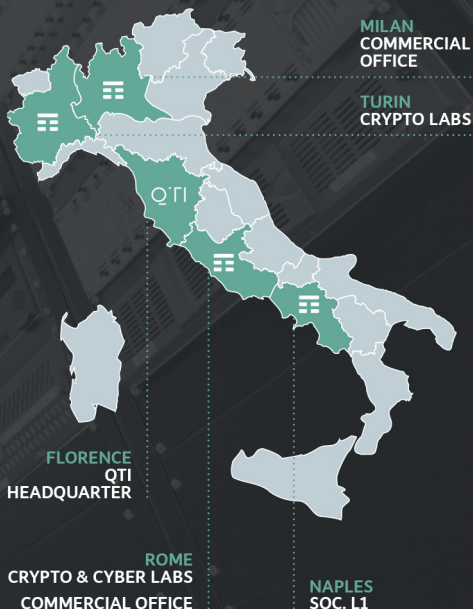 MILAN
COMMERCIAL
OFFICE
TURIN
CRYPTO LABS
QTI
FLORENCE
QTI
HEADQUARTER
ROME
CRYPTO & CYBER LABS
COMMERCIAL OFFICE
NAPLES
SOC, L1